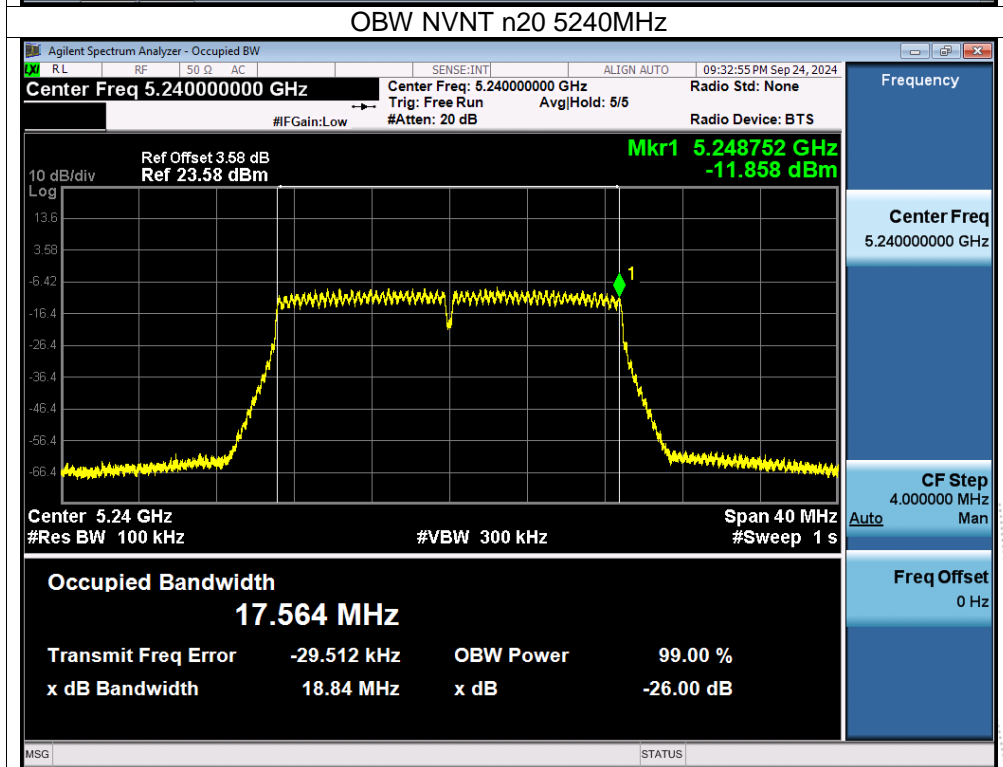 OBW NVNT n20 5240MHz
Agilent Spectrum Analyzer - Occupied BW
LXI RL RF 50 Ω AC SENSE:INT ALIGN AUTO 09:32:55 PM Sep 24, 2024
Center Freq 5.240000000 GHz
Center Freq: 5.240000000 GHz Radio Std: None
Trig: Free Run Avg|Hold: 5/5
#IFGain:Low #Atten: 20 dB Radio Device: BTS
Frequency
Mkr1 5.248752 GHz
-11.858 dBm
Ref Offset 3.58 dB
10 dB/div Ref 23.58 dBm
Log
13.6
3.58
-6.42
-16.4
-26.4
-36.4
-46.4
-56.4
-66.4
1
Center 5.24 GHz Span 40 MHz
#Res BW 100 kHz #VBW 300 kHz #Sweep 1 s
Occupied Bandwidth
17.564 MHz
Transmit Freq Error -29.512 kHz OBW Power 99.00 %
x dB Bandwidth 18.84 MHz x dB -26.00 dB
Center Freq
5.240000000 GHz
CF Step
4.000000 MHz
Auto Man
Freq Offset
0 Hz
MSG STATUS